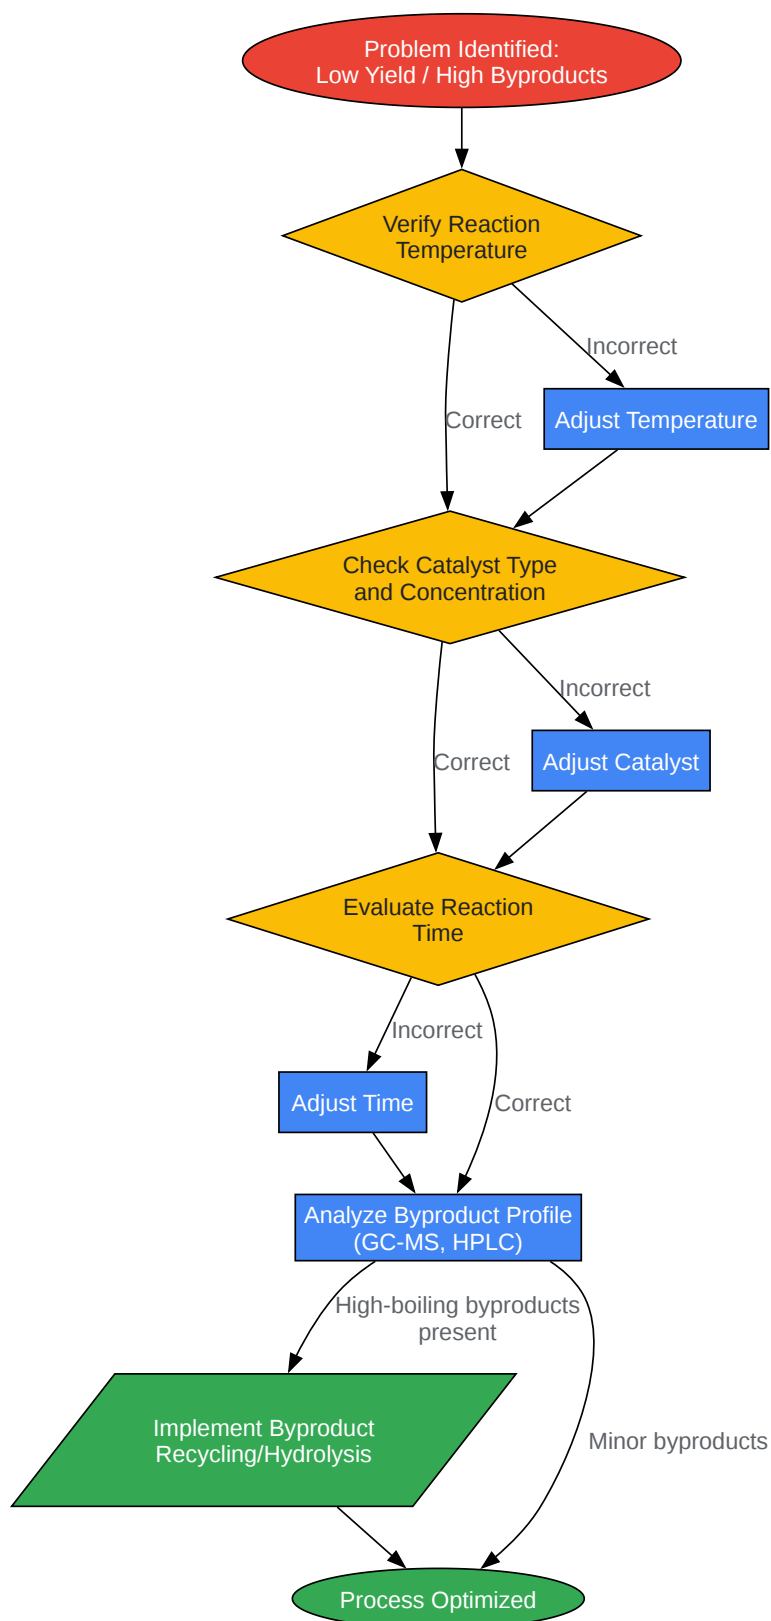 Problem Identified:
Low Yield / High Byproducts
Verify Reaction
Temperature
Incorrect
Correct
Adjust Temperature
Check Catalyst Type
and Concentration
Incorrect
Correct
Adjust Catalyst
Evaluate Reaction
Time
Incorrect
Adjust Time
Correct
Analyze Byproduct Profile
(GC-MS, HPLC)
High-boiling byproducts
present
Implement Byproduct
Recycling/Hydrolysis
Minor byproducts
Process Optimized